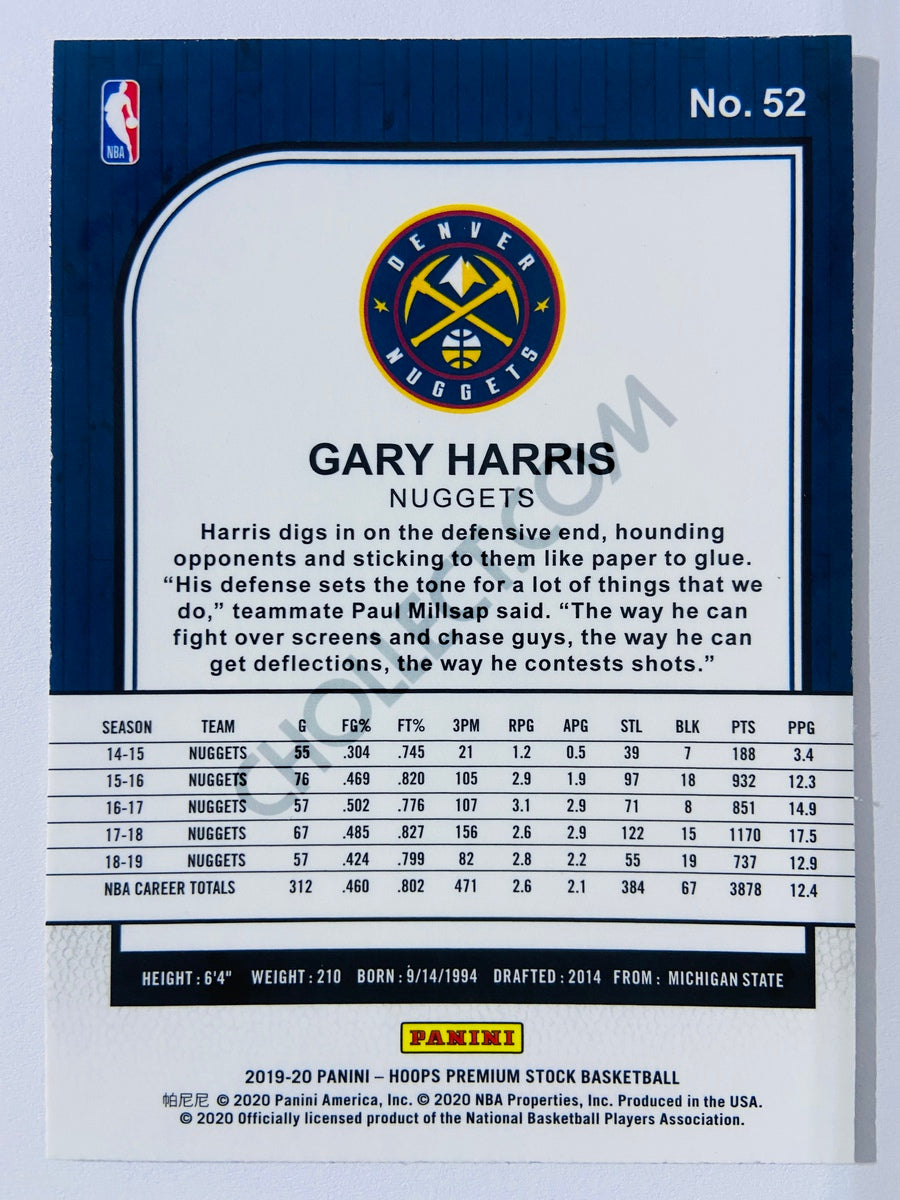 No. 52
NBA
DENVER
NUGGETS
GARY HARRIS
NUGGETS
Harris digs in on the defensive end, hounding
opponents and sticking to them like paper to glue.
“His defense sets the tone for a lot of things that we
do,” teammate Paul Millsap said. “The way he can
fight over screens and chase guys, the way he can
get deflections, the way he contests shots.”
CHOLLECT.COM
SEASON TEAM G FG% FT% 3PM RPG APG STL BLK PTS PPG
14-15 NUGGETS 55 .304 .745 21 1.2 0.5 39 7 188 3.4
15-16 NUGGETS 76 .469 .820 105 2.9 1.9 97 18 932 12.3
16-17 NUGGETS 57 .502 .776 107 3.1 2.9 71 8 851 14.9
17-18 NUGGETS 67 .485 .827 156 2.6 2.9 122 15 1170 17.5
18-19 NUGGETS 57 .424 .799 82 2.8 2.2 55 19 737 12.9
NBA CAREER TOTALS 312 .460 .802 471 2.6 2.1 384 67 3878 12.4
HEIGHT : 6'4" WEIGHT : 210 BORN : 9/14/1994 DRAFTED : 2014 FROM : MICHIGAN STATE
PANINI
2019-20 PANINI – HOOPS PREMIUM STOCK BASKETBALL
帕尼尼 © 2020 Panini America, Inc. © 2020 NBA Properties, Inc. Produced in the USA.
© 2020 Officially licensed product of the National Basketball Players Association.